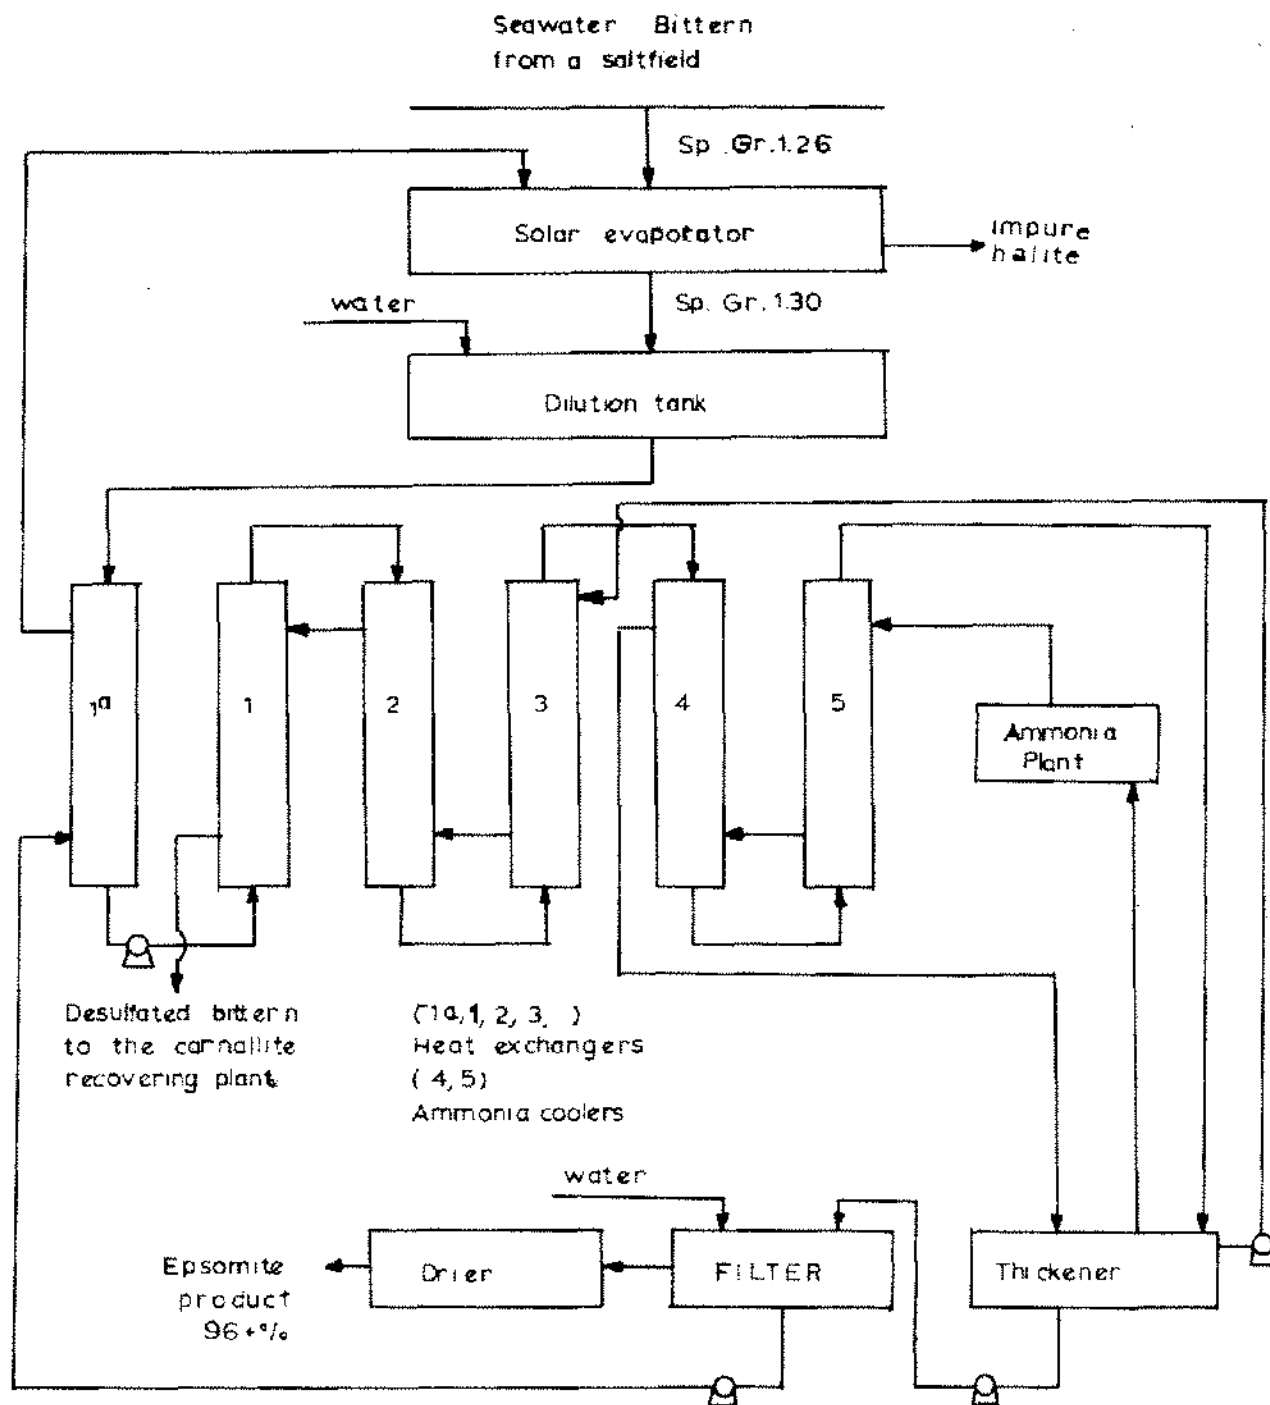 Seawater Bittern
from a saltfield
Sp. Gr. 1.26
Solar evapotator
impure
halite
water
Sp. Gr. 1.30
Dilution tank
1a
1
2
3
4
5
Ammonia
Plant
Desulfated bittern
to the carnallite
recovering plant.
(1a, 1, 2, 3, )
Heat exchangers
( 4, 5)
Ammonia coolers
water
Epsomite
product
96+%
Drier
FILTER
Thickener